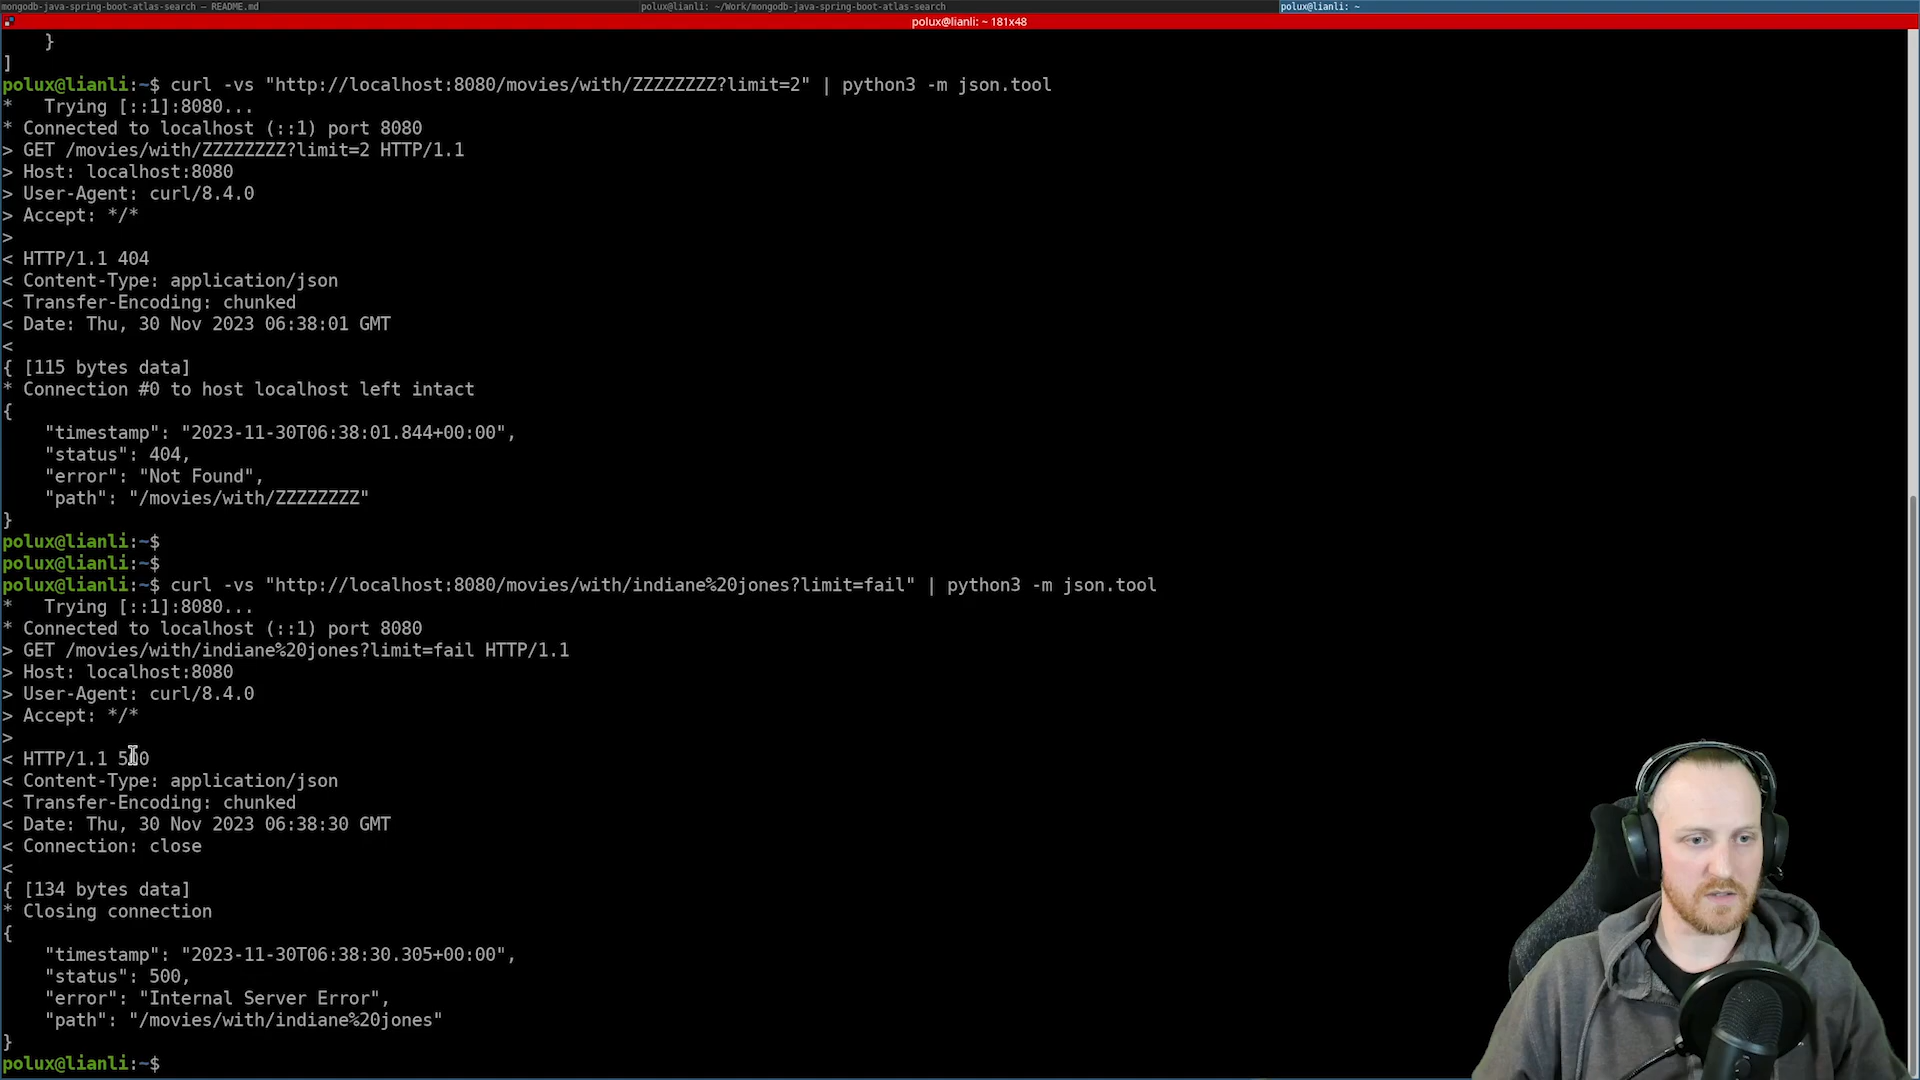 mongodb-java-spring-boot-atlas-search – README.md
polux@lianli: ~/Work/mongodb-java-spring-boot-atlas-search
polux@lianli: ~
polux@lianli: ~ 181x48
    }
]
polux@lianli:~$ curl -vs "http://localhost:8080/movies/with/ZZZZZZZZ?limit=2" | python3 -m json.tool
*   Trying [::1]:8080...
* Connected to localhost (::1) port 8080
> GET /movies/with/ZZZZZZZZ?limit=2 HTTP/1.1
> Host: localhost:8080
> User-Agent: curl/8.4.0
> Accept: */*
>
< HTTP/1.1 404
< Content-Type: application/json
< Transfer-Encoding: chunked
< Date: Thu, 30 Nov 2023 06:38:01 GMT
<
{ [115 bytes data]
* Connection #0 to host localhost left intact
{
    "timestamp": "2023-11-30T06:38:01.844+00:00",
    "status": 404,
    "error": "Not Found",
    "path": "/movies/with/ZZZZZZZZ"
}
polux@lianli:~$
polux@lianli:~$
polux@lianli:~$ curl -vs "http://localhost:8080/movies/with/indiane%20jones?limit=fail" | python3 -m json.tool
*   Trying [::1]:8080...
* Connected to localhost (::1) port 8080
> GET /movies/with/indiane%20jones?limit=fail HTTP/1.1
> Host: localhost:8080
> User-Agent: curl/8.4.0
> Accept: */*
>
< HTTP/1.1 500
< Content-Type: application/json
< Transfer-Encoding: chunked
< Date: Thu, 30 Nov 2023 06:38:30 GMT
< Connection: close
<
{ [134 bytes data]
* Closing connection
{
    "timestamp": "2023-11-30T06:38:30.305+00:00",
    "status": 500,
    "error": "Internal Server Error",
    "path": "/movies/with/indiane%20jones"
}
polux@lianli:~$